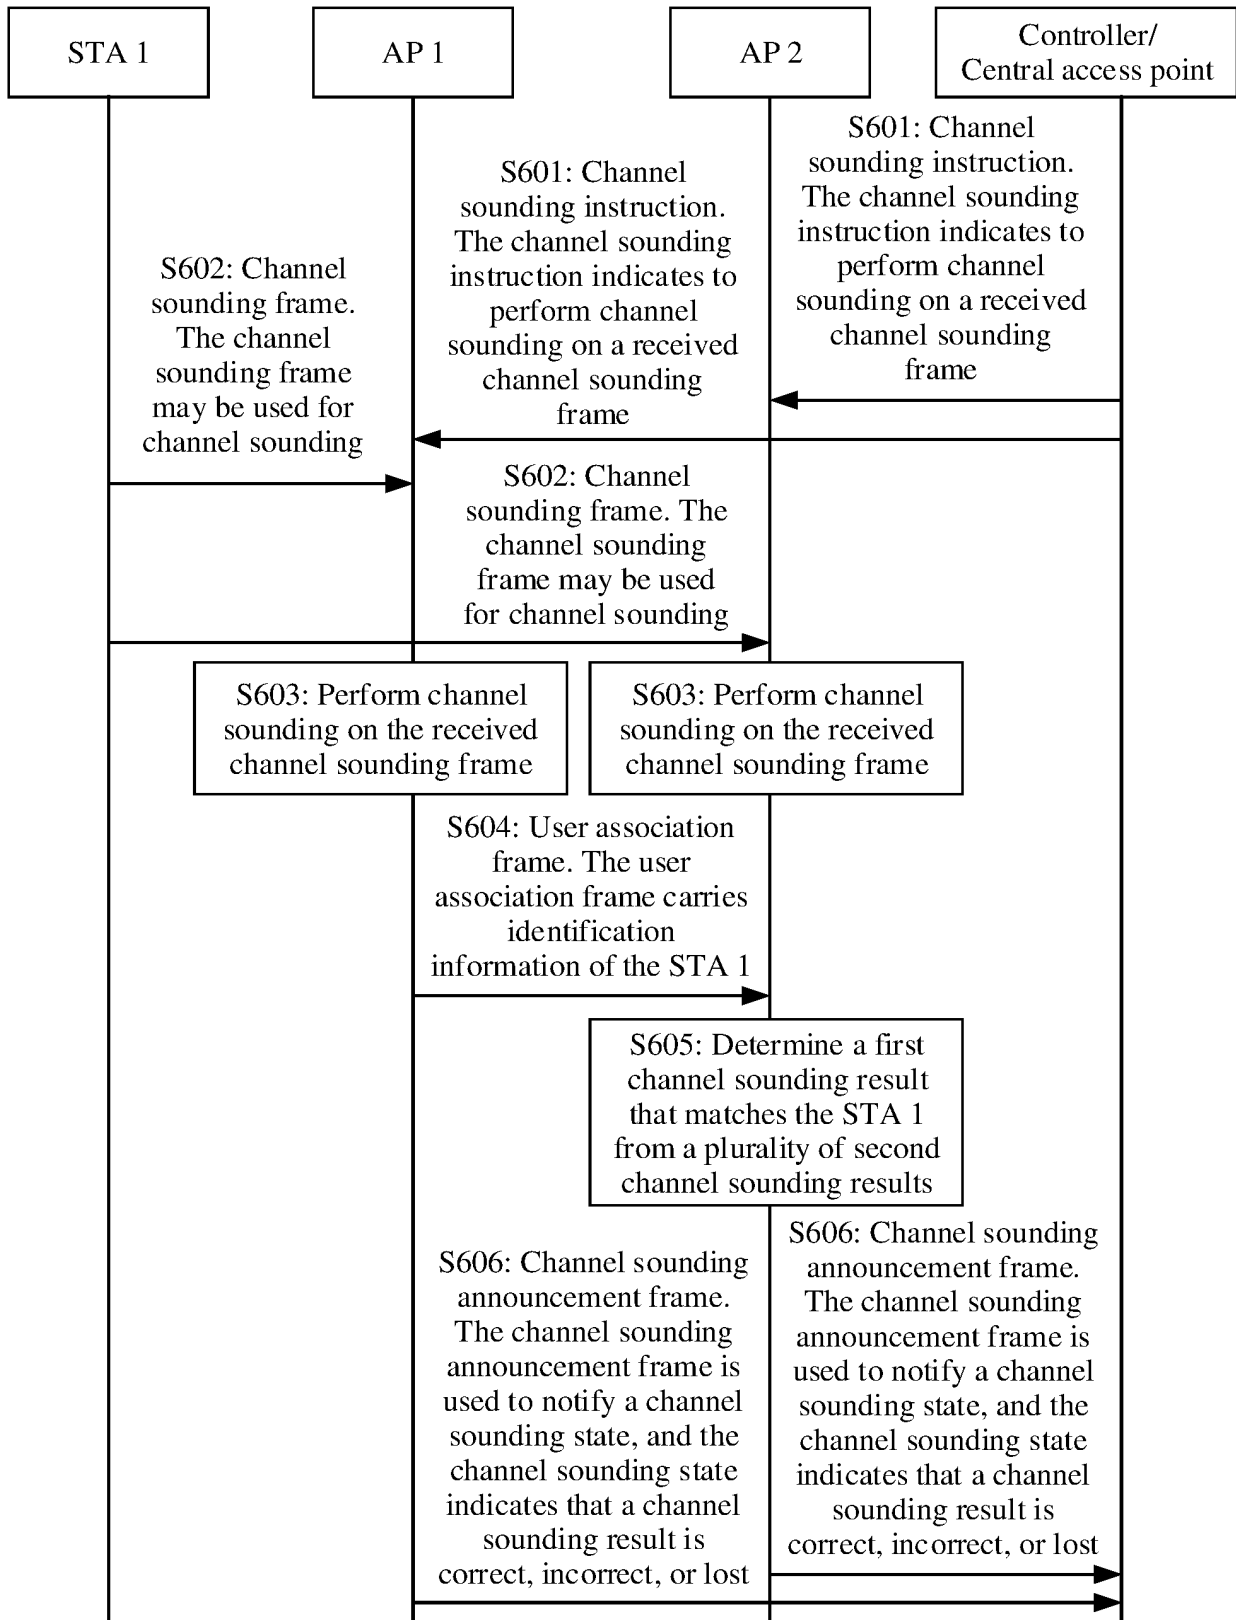 STA 1
AP 1
AP 2
Controller/
Central access point
S601: Channel
sounding instruction.
The channel sounding
instruction indicates to
perform channel
sounding on a received
channel sounding
frame
S601: Channel
sounding instruction.
The channel sounding
instruction indicates to
perform channel
sounding on a received
channel sounding
frame
S602: Channel
sounding frame.
The channel
sounding frame
may be used for
channel sounding
S602: Channel
sounding frame. The
channel sounding
frame may be used
for channel sounding
S603: Perform channel
sounding on the received
channel sounding frame
S603: Perform channel
sounding on the received
channel sounding frame
S604: User association
frame. The user
association frame carries
identification
information of the STA 1
S605: Determine a first
channel sounding result
that matches the STA 1
from a plurality of second
channel sounding results
S606: Channel sounding
announcement frame.
The channel sounding
announcement frame is
used to notify a channel
sounding state, and the
channel sounding state
indicates that a channel
sounding result is
correct, incorrect, or lost
S606: Channel sounding
announcement frame.
The channel sounding
announcement frame is
used to notify a channel
sounding state, and the
channel sounding state
indicates that a channel
sounding result is
correct, incorrect, or lost